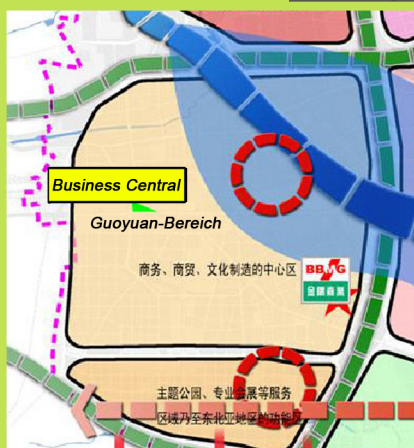 Business Central
Guoyuan-Bereich
商务、商贸、文化制造的中心区
BBMG
金隅嘉業
主题公园、专业会展等服务
区域乃至东北亚地区的功能区